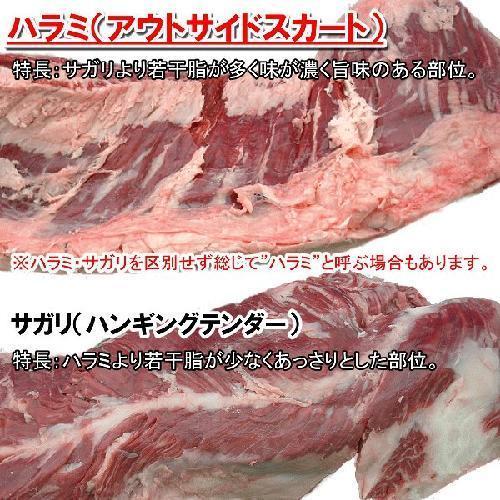 ハラミ(アウトサイドスカート)
特長:サガリより若干脂が多く味が濃く旨味のある部位。
※ハラミ・サガリを区別せず総じて"ハラミ"と呼ぶ場合もあります。
サガリ(ハンギングテンダー)
特長:ハラミより若干脂が少なくあっさりとした部位。